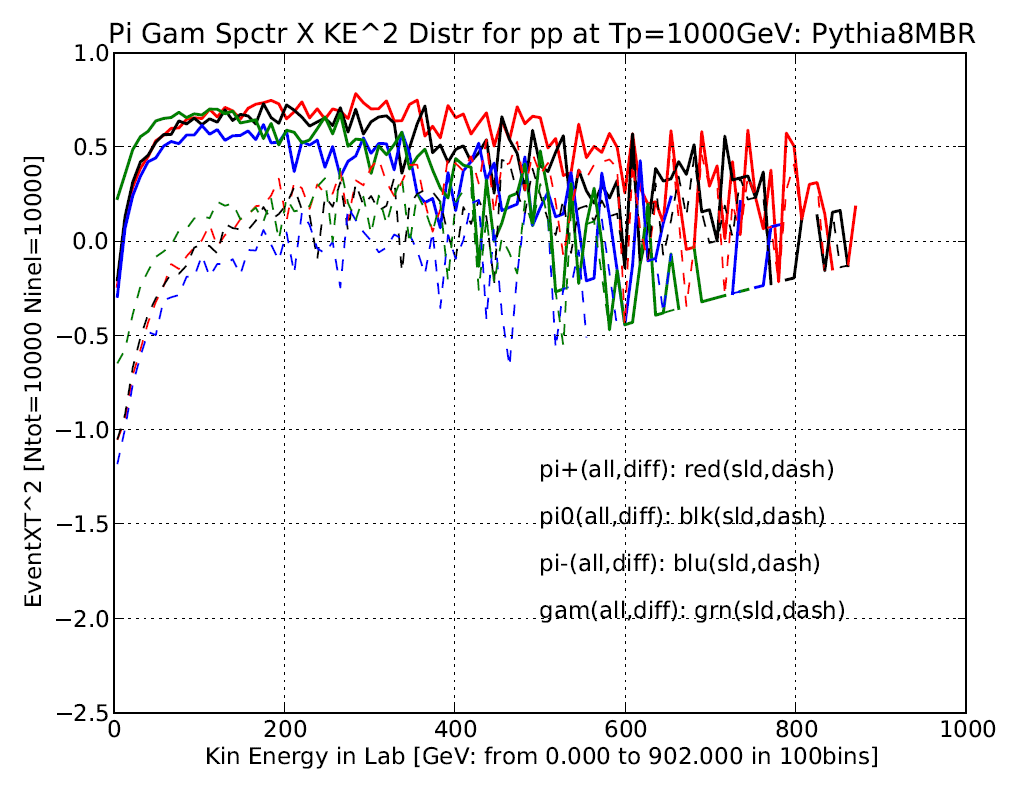 Pi Gam Spctr X KE^2 Distr for pp at Tp=1000GeV: Pythia8MBR
1.0
0.5
0.0
−0.5
−1.0
−1.5
−2.0
−2.5
EventXT^2 [Ntot=10000 Ninel=10000]
pi+(all,diff): red(sld,dash)
pi0(all,diff): blk(sld,dash)
pi-(all,diff): blu(sld,dash)
gam(all,diff): grn(sld,dash)
0 200 400 600 800 1000
Kin Energy in Lab [GeV: from 0.000 to 902.000 in 100bins]